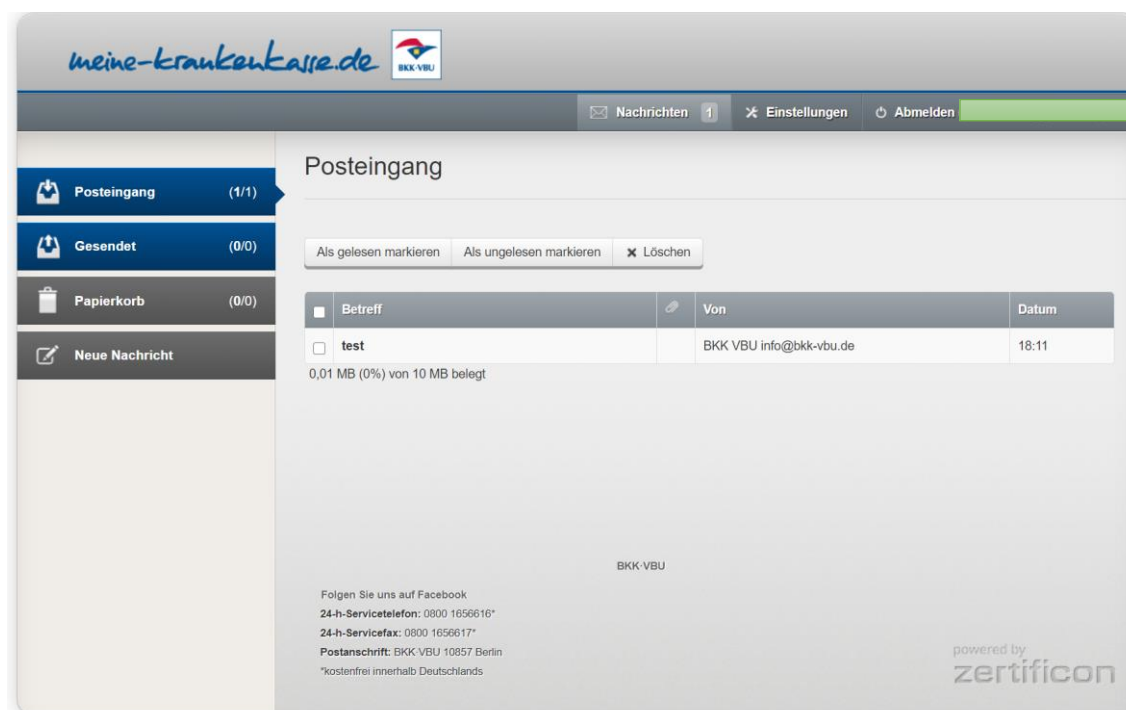 meine-krankenkasse.de BKK·VBU
Nachrichten 1 Einstellungen Abmelden
Posteingang
Posteingang (1/1)
Gesendet (0/0)
Papierkorb (0/0)
Neue Nachricht
Als gelesen markieren Als ungelesen markieren Löschen
Betreff Von Datum
test BKK VBU info@bkk-vbu.de 18:11
0,01 MB (0%) von 10 MB belegt
BKK·VBU
Folgen Sie uns auf Facebook
24-h-Servicetelefon: 0800 1656616*
24-h-Servicefax: 0800 1656617*
Postanschrift: BKK·VBU 10857 Berlin
*kostenfrei innerhalb Deutschlands
powered by
zertificon